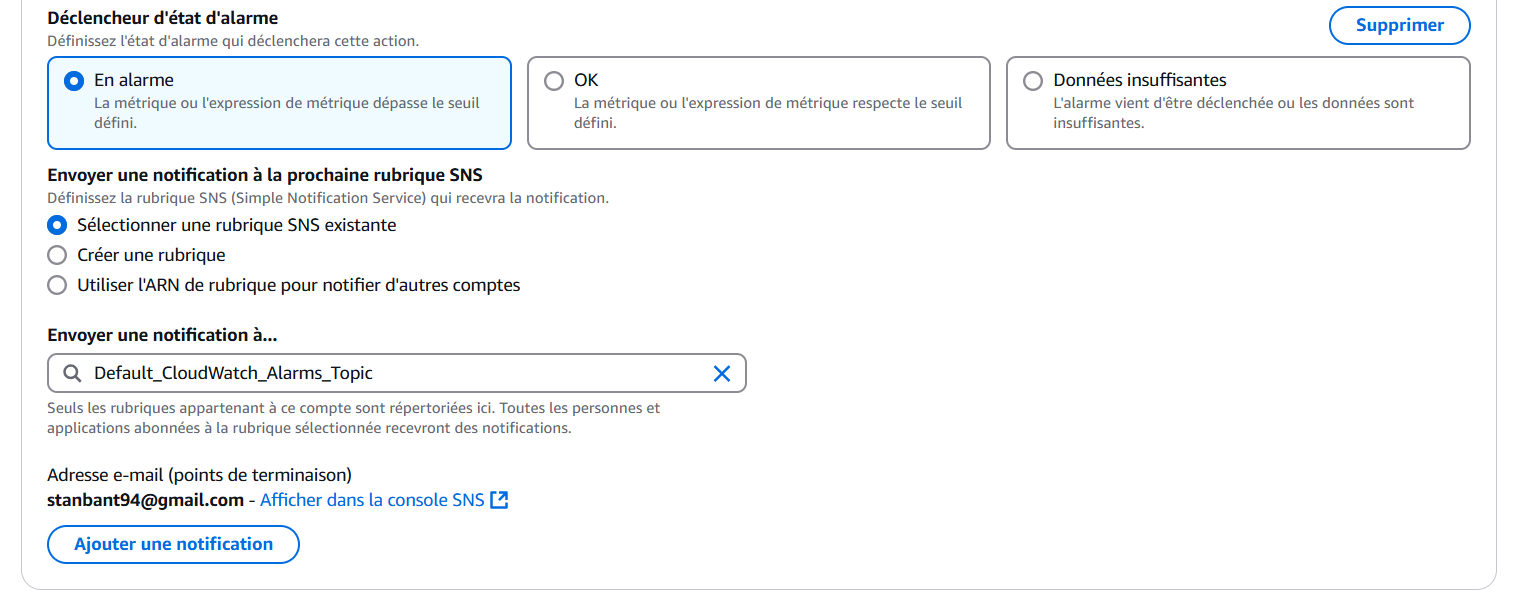 Déclencheur d'état d'alarme
Supprimer
Définissez l'état d'alarme qui déclenchera cette action.
En alarme
La métrique ou l'expression de métrique dépasse le seuil
défini.
OK
La métrique ou l'expression de métrique respecte le seuil
défini.
Données insuffisantes
L'alarme vient d'être déclenchée ou les données sont
insuffisantes.
Envoyer une notification à la prochaine rubrique SNS
Définissez la rubrique SNS (Simple Notification Service) qui recevra la notification.
Sélectionner une rubrique SNS existante
Créer une rubrique
Utiliser l'ARN de rubrique pour notifier d'autres comptes
Envoyer une notification à...
Default_CloudWatch_Alarms_Topic
Seuls les rubriques appartenant à ce compte sont répertoriées ici. Toutes les personnes et
applications abonnées à la rubrique sélectionnée recevront des notifications.
Adresse e-mail (points de terminaison)
stanbant94@gmail.com - Afficher dans la console SNS
Ajouter une notification